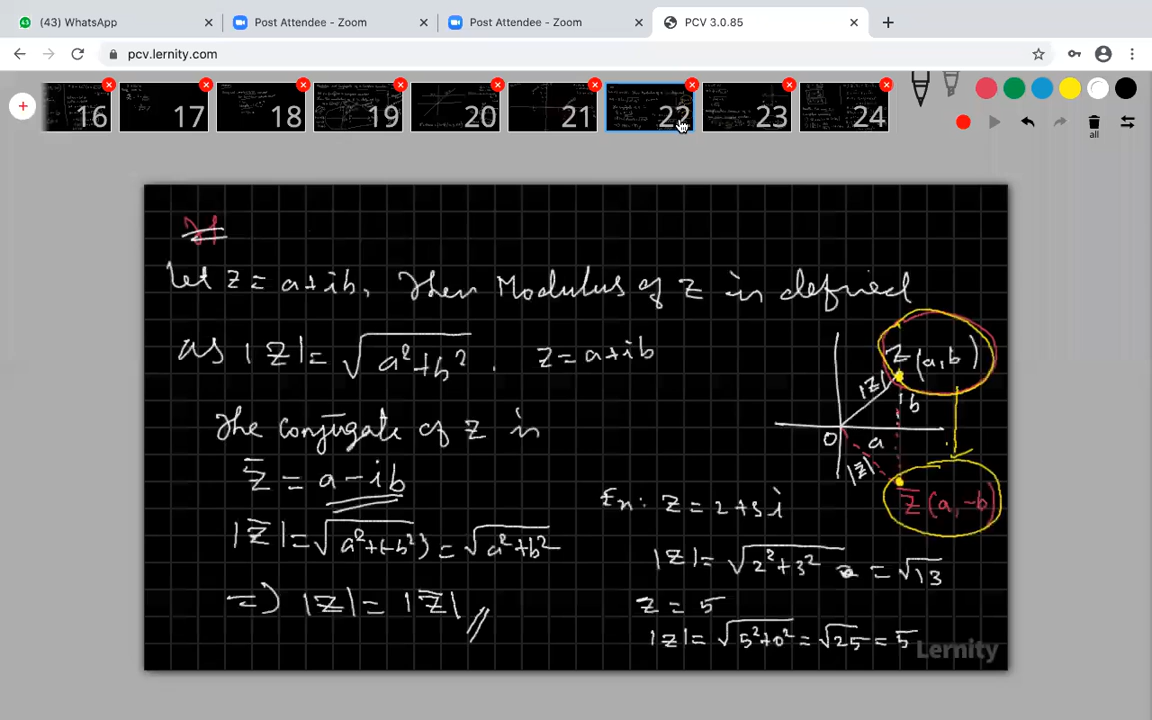 (43) WhatsApp
Post Attendee - Zoom
Post Attendee - Zoom
PCV 3.0.85
pcv.lernity.com
16 17 18 19 20 21 22 23 24
all
Let z = a+ib, Then Modulus of Z is defined
as |Z| = √(a²+b²). z = a+ib
Z (a,b)
|Z|
b
O
a
|Z̅|
Z̅ (a,-b)
The conjugate of Z is
Z̅ = a-ib
|Z̅| = √(a²+(-b²)) = √(a²+b²)
=) |Z| = |Z̅| //
Ex: Z = 2+3i
|Z| = √(2²+3²) = √13
Z = 5
|Z| = √(5²+0²) = √25 = 5
Lernity